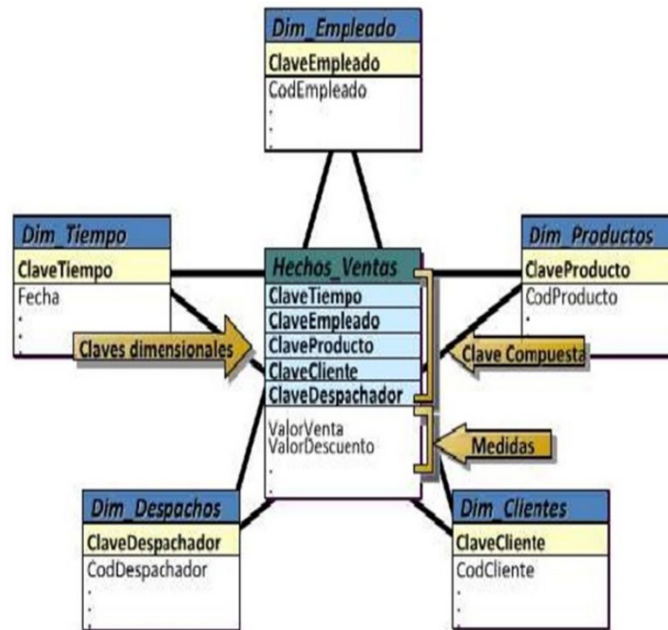 Dim_Empleado
ClaveEmpleado
CodEmpleado
.
.
.
Dim_Tiempo
ClaveTiempo
Fecha
.
.
.
Dim_Productos
ClaveProducto
CodProducto
.
.
.
Hechos_Ventas
ClaveTiempo
ClaveEmpleado
ClaveProducto
ClaveCliente
ClaveDespachador
ValorVenta
ValorDescuento
.
.
Claves dimensionales
Clave Compuesta
Medidas
Dim_Despachos
ClaveDespachador
CodDespachador
.
.
.
Dim_Clientes
ClaveCliente
CodCliente
.
.
.